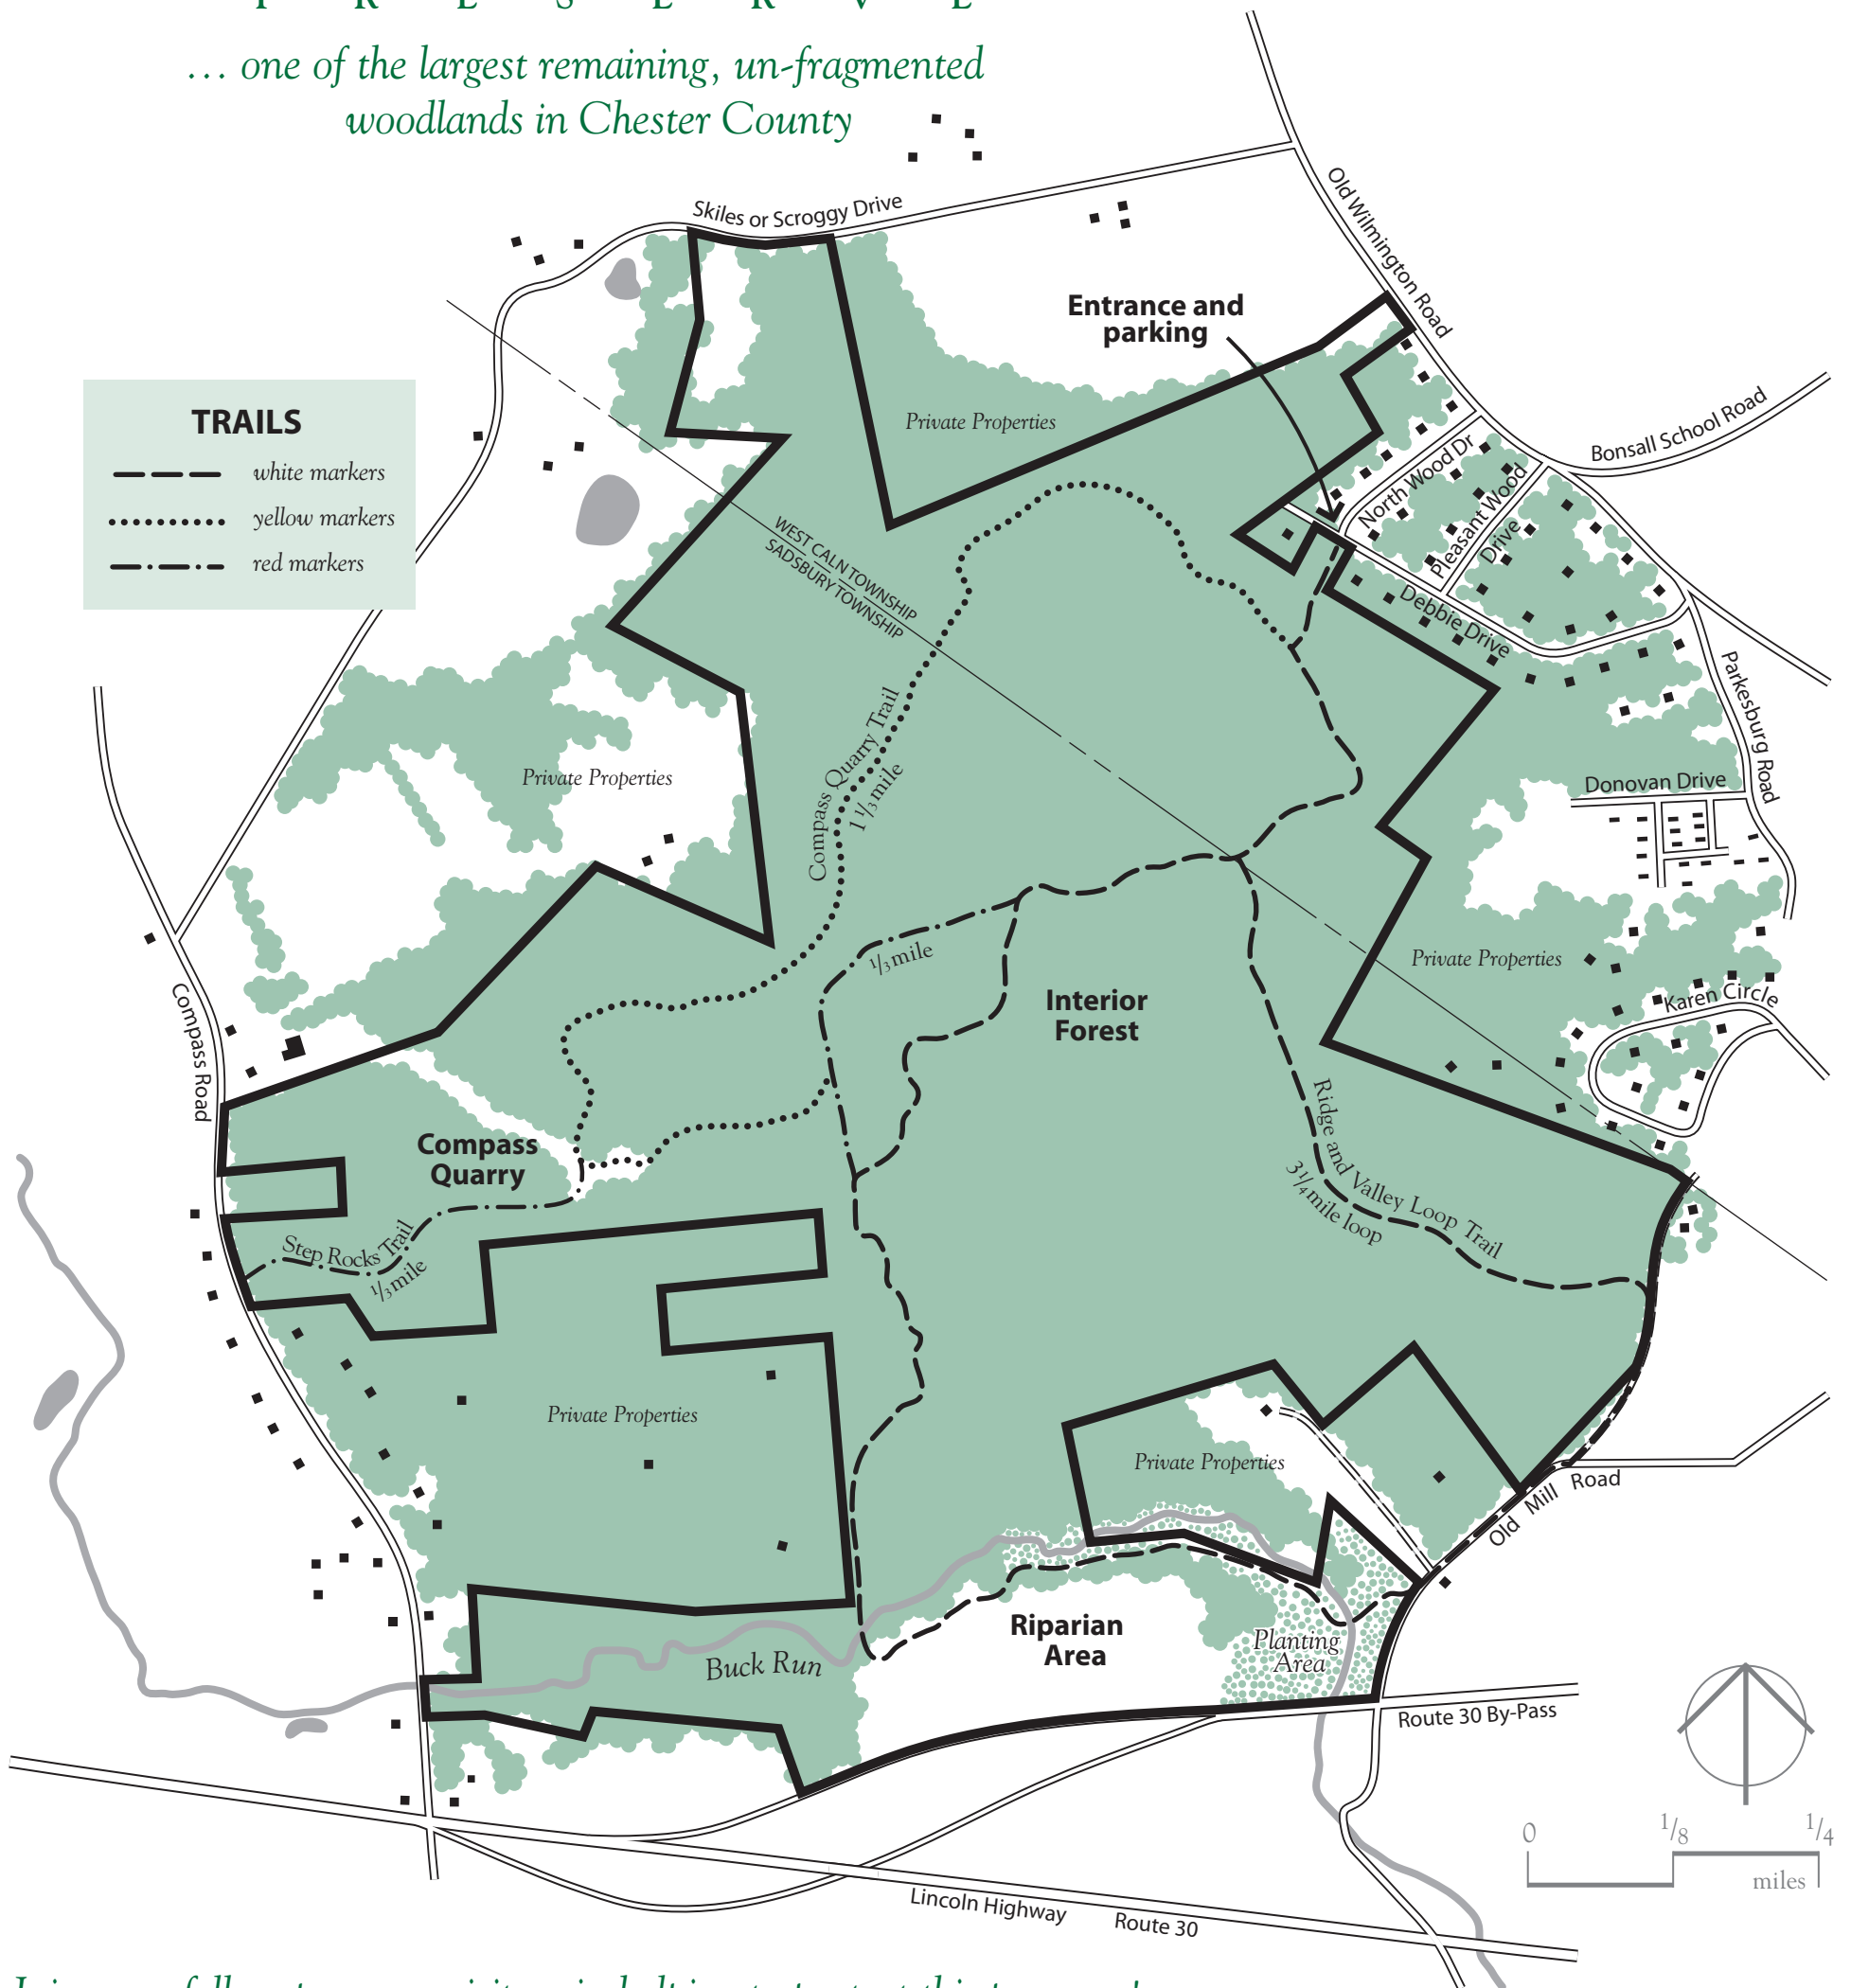 P R E S E R V E
… one of the largest remaining, un-fragmented
woodlands in Chester County
Skiles or Scroggy Drive
Old Wilmington Road
Entrance and
parking
Bonsall School Road
TRAILS
white markers
yellow markers
red markers
Private Properties
North Wood Dr
Pleasant Wood
Drive
Debbie Drive
WEST CALN TOWNSHIP
SADSBURY TOWNSHIP
Parkesburg Road
Donovan Drive
Private Properties
Compass Quarry Trail
1 1/3 mile
Private Properties
1/3 mile
Karen Circle
Interior
Forest
Compass Road
Compass
Quarry
Ridge and Valley Loop Trail
3 1/4 mile loop
Step Rocks Trail
1/3 mile
Private Properties
Private Properties
Old Mill Road
Riparian
Area
Planting
Area
Buck Run
Route 30 By-Pass
0 1/8 1/4
miles
Lincoln Highway Route 30